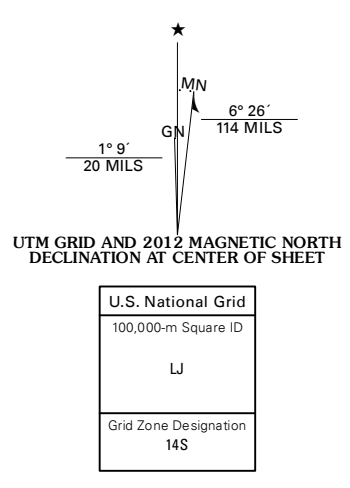 ★
MN
6° 26´
114 MILS
GN
1° 9´
20 MILS
UTM GRID AND 2012 MAGNETIC NORTH
DECLINATION AT CENTER OF SHEET
U.S. National Grid
100,000-m Square ID
LJ
Grid Zone Designation
14S